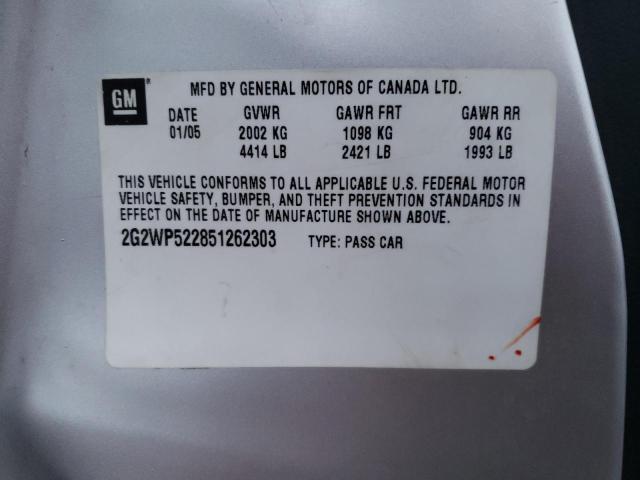 GM
MFD BY GENERAL MOTORS OF CANADA LTD.
DATE GVWR GAWR FRT GAWR RR
01/05 2002 KG 1098 KG 904 KG
4414 LB 2421 LB 1993 LB
THIS VEHICLE CONFORMS TO ALL APPLICABLE U.S. FEDERAL MOTOR
VEHICLE SAFETY, BUMPER, AND THEFT PREVENTION STANDARDS IN
EFFECT ON THE DATE OF MANUFACTURE SHOWN ABOVE.
2G2WP522851262303 TYPE: PASS CAR